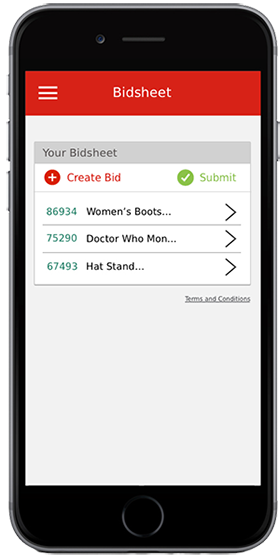 Bidsheet
Your Bidsheet
Create Bid Submit
86934 Women's Boots...
75290 Doctor Who Mon...
67493 Hat Stand...
Terms and Conditions